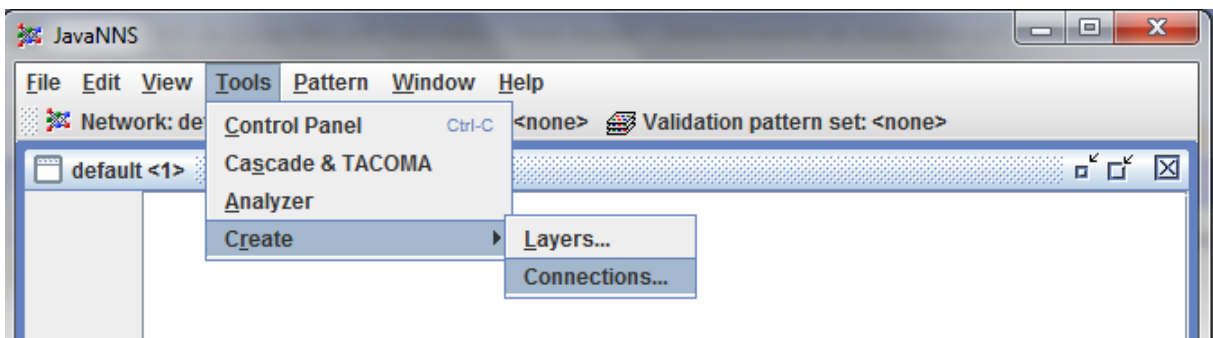 JavaNNS
File Edit View Tools Pattern Window Help
Network: de <none> Validation pattern set: <none>
Control Panel Ctrl-C
default <1>
Cascade & TACOMA
Analyzer
Create
Layers...
Connections...